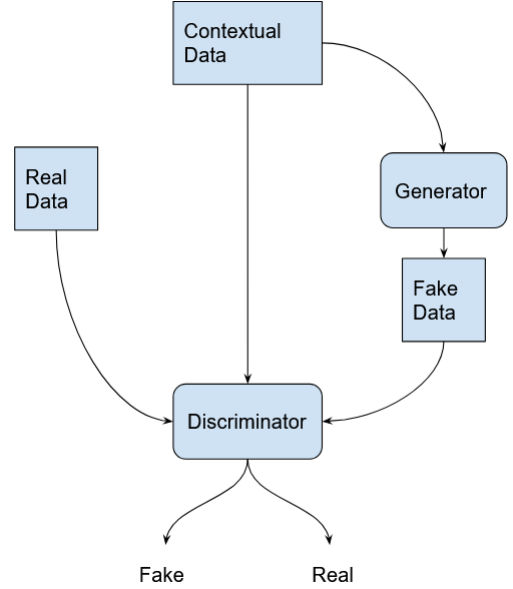 Contextual
Data
Real
Data
Generator
Fake
Data
Discriminator
Fake
Real